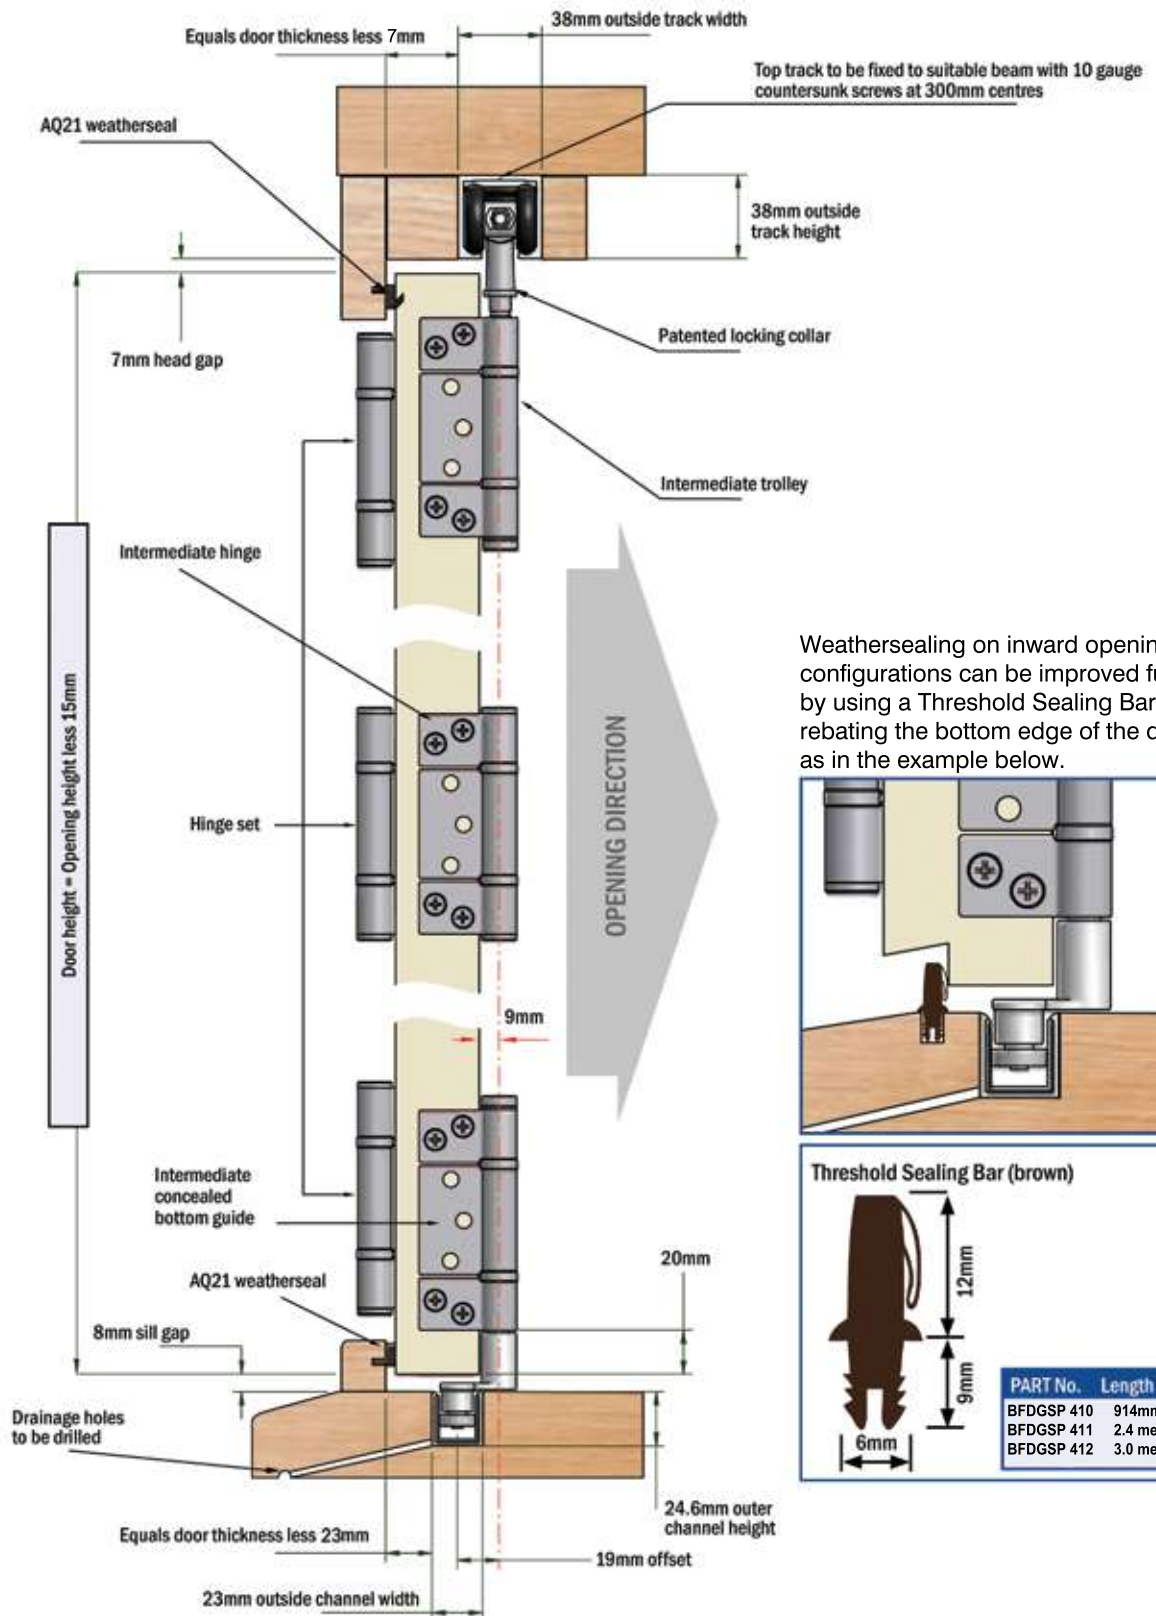 38mm outside track width
Equals door thickness less 7mm
Top track to be fixed to suitable beam with 10 gauge
countersunk screws at 300mm centres
AQ21 weatherseal
38mm outside
track height
Patented locking collar
7mm head gap
Intermediate trolley
Intermediate hinge
Door height = Opening height less 15mm
OPENING DIRECTION
Hinge set
Weathersealing on inward
configurations can be improved
by using a Threshold Sealing Bar
rebating the bottom edge of the
as in the example below.
9mm
Intermediate
concealed
bottom guide
20mm
AQ21 weatherseal
8mm sill gap
Drainage holes
to be drilled
24.6mm outer
channel height
Equals door thickness less 23mm
19mm offset
23mm outside channel width
Threshold Sealing Bar (brown)
12mm
9mm
6mm
PART No. Length
BFDGSP 410 914mm
BFDGSP 411 2.4
BFDGSP 412 3.0